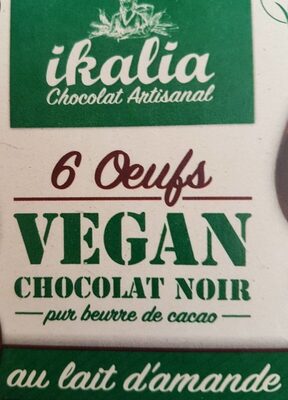 ikalia
Chocolat Artisanal
6 Oeufs
VEGAN
CHOCOLAT NOIR
pur beurre de cacao
au lait d'amande